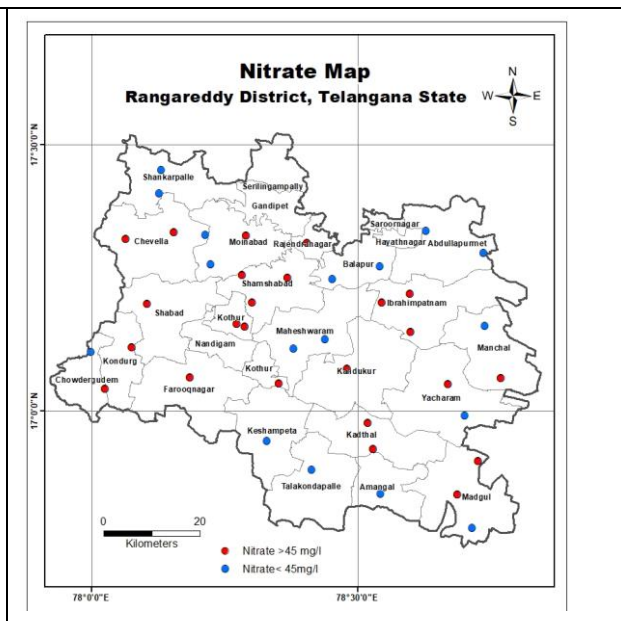 Nitrate Map
Rangareddy District, Telangana State
N
W E
S
17°30'0"N
Shankarpalle
Serilingampally
Gandipet
Saroornagar
Chevella
Moinabad
Rajendranagar
Hayathnagar
Abdullapurmet
Balapur
Shamshabad
Ibrahimpatnam
Shabad
Kothur
Maheshwaram
Nandigam
Manchal
Kondurg
Kothur
Kandukur
Chowdergudem
Farooqnagar
Yacharam
17°0'0"N
Keshampeta
Kadthal
Talakondapalle
Amangal
Madgul
0 20
Kilometers
Nitrate >45 mg/l
Nitrate< 45mg/l
78°0'0"E
78°30'0"E